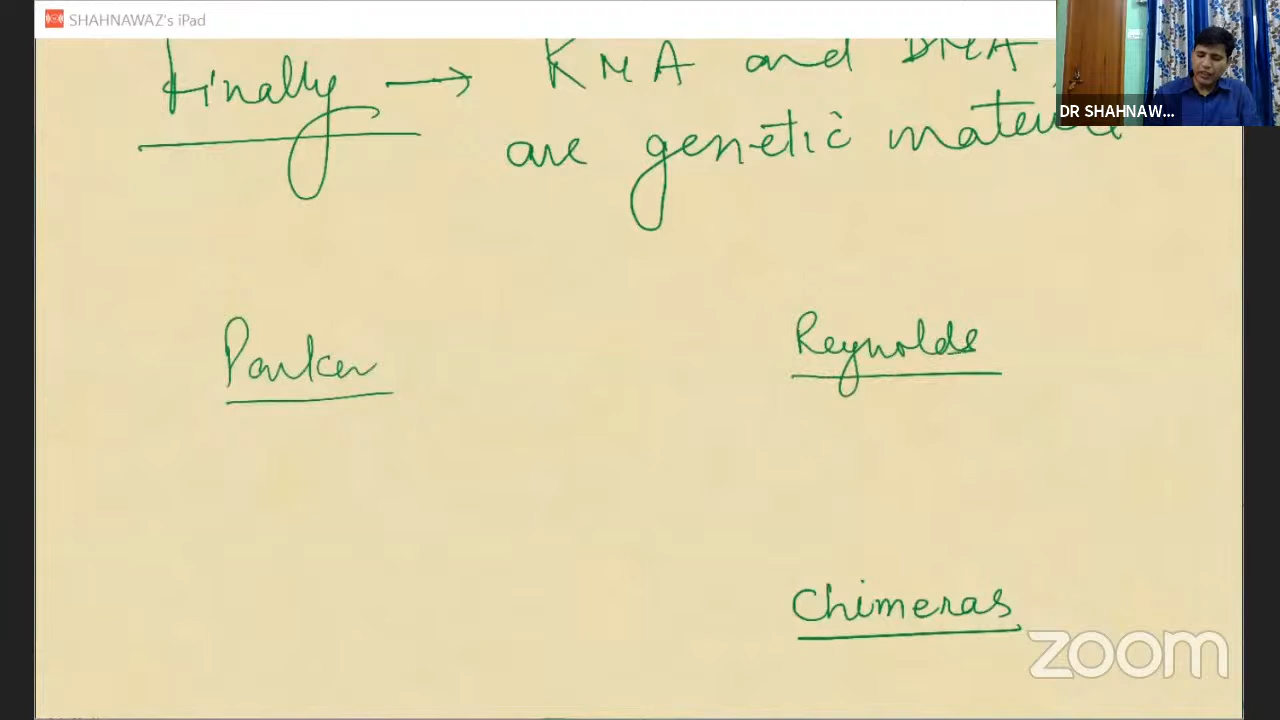 SHAHNAWAZ's iPad
Finally → RNA and DNA
are genetic material
DR SHAHNAW...
Parker
Reynolds
Chimeras
zoom